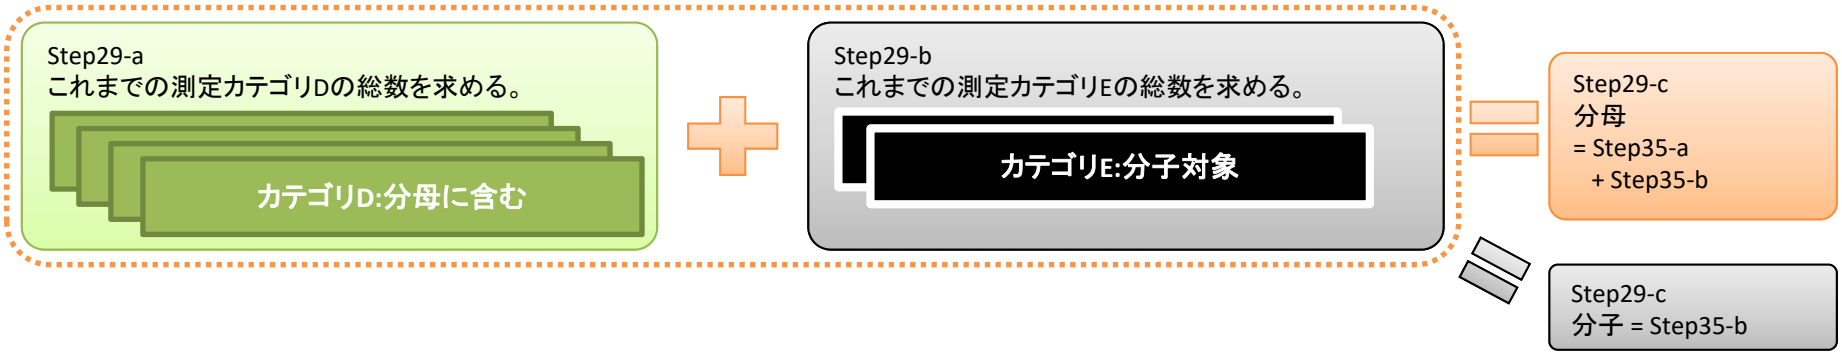 Step29-a
これまでの測定カテゴリDの総数を求める。
カテゴリD:分母に含む
Step29-b
これまでの測定カテゴリEの総数を求める。
カテゴリE:分子対象
Step29-c
分母
= Step35-a
+ Step35-b
Step29-c
分子 = Step35-b